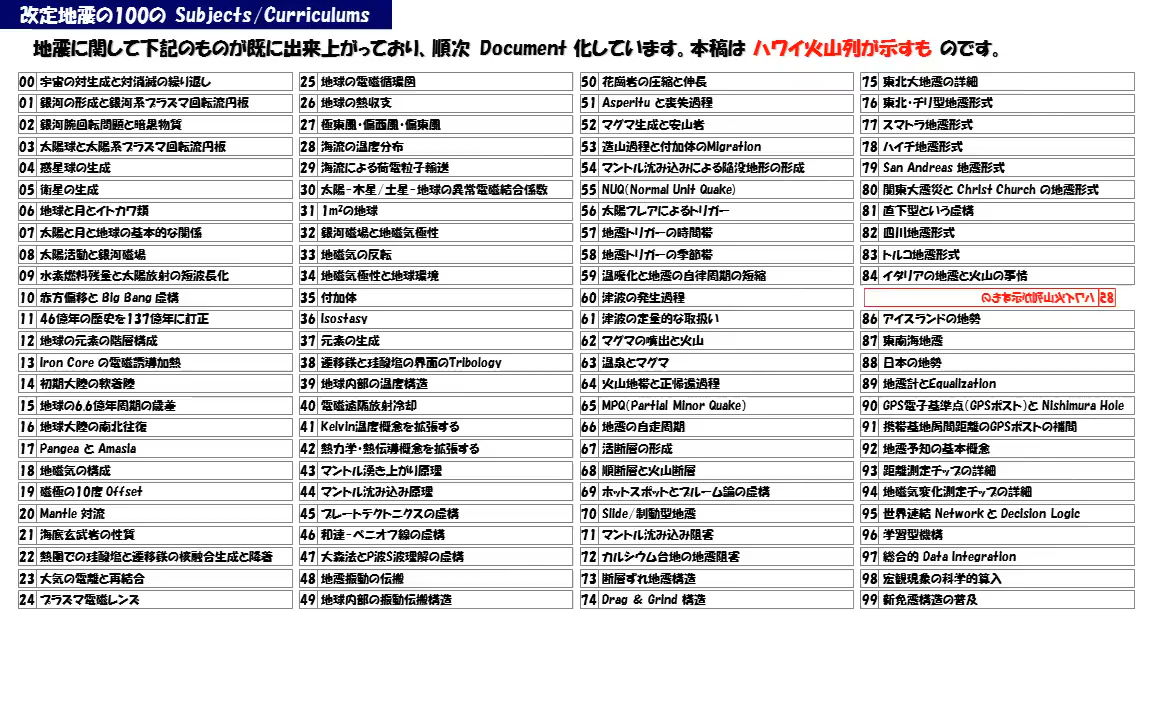 改定地震の100の Subjects/Curriculums
地震に関して下記のものが既に出来上がっており、順次 Document 化しています。本稿は ハワイ火山列が示すもの のです。
00 宇宙の対生成と対消滅の繰り返し
01 銀河の形成と銀河系プラズマ回転流円板
02 銀河腕回転問題と暗黒物質
03 太陽球と太陽系プラズマ回転流円板
04 惑星球の生成
05 衛星の生成
06 地球と月とイトカワ類
07 太陽と月と地球の基本的な関係
08 太陽活動と銀河磁場
09 水素燃料残量と太陽放射の短波長化
10 赤方偏移と Big Bang 虚構
11 46億年の歴史を137億年に訂正
12 地球の元素の階層構成
13 Iron Core の電磁誘導加熱
14 初期大陸の軟着陸
15 地球の6.6億年周期の歳差
16 地球大陸の南北往復
17 Pangea と Amasia
18 地磁気の構成
19 磁極の10度 Offset
20 Mantle 対流
21 海底玄武岩の性質
22 熱圏での珪酸塩と遷移鉄の核融合生成と降着
23 大気の電離と再結合
24 プラズマ電磁レンズ
25 地球の電磁循環図
26 地球の熱収支
27 極東風・偏西風・偏東風
28 海流の温度分布
29 海流による荷電粒子輸送
30 太陽-木星/土星-地球の異常電磁結合係数
31 1m²の地球
32 銀河磁場と地磁気極性
33 地磁気の反転
34 地磁気極性と地球環境
35 付加体
36 Isostasy
37 元素の生成
38 遷移鉄と珪酸塩の界面のTribology
39 地球内部の温度構造
40 電磁遠隔放射冷却
41 Kelvin温度概念を拡張する
42 熱力学・熱伝導概念を拡張する
43 マントル湧き上がり原理
44 マントル沈み込み原理
45 プレートテクトニクスの虚構
46 和達-ベニオフ線の虚構
47 大森法とP波S波理解の虚構
48 地震振動の伝搬
49 地球内部の振動伝搬構造
50 花崗岩の圧縮と伸長
51 Asperity と喪失過程
52 マグマ生成と安山岩
53 造山過程と付加体のMigration
54 マントル沈み込みによる陥没地形の形成
55 NUQ(Normal Unit Quake)
56 太陽フレアによるトリガー
57 地震トリガーの時間帯
58 地震トリガーの季節帯
59 温暖化と地震の自律周期の短縮
60 津波の発生過程
61 津波の定量的な取扱い
62 マグマの噴出と火山
63 温泉とマグマ
64 火山地帯と正帰還過程
65 MPQ(Partial Minor Quake)
66 地震の自走周期
67 活断層の形成
68 順断層と火山断層
69 ホットスポットとプルーム論の虚構
70 Slide/制動型地震
71 マントル沈み込み阻害
72 カルシウム台地の地震阻害
73 断層ずれ地震構造
74 Drag & Grind 構造
75 東北大地震の詳細
76 東北・チリ型地震形式
77 スマトラ地震形式
78 ハイチ地震形式
79 San Andreas 地震形式
80 関東大震災と Christ Church の地震形式
81 直下型という虚構
82 四川地震形式
83 トルコ地震形式
84 イタリアの地震と火山の事情
85 ハワイ火山列が示すもの
86 アイスランドの地勢
87 東南海地震
88 日本の地勢
89 地震計とEqualization
90 GPS電子基準点(GPSポスト)と Nishimura Hole
91 携帯基地局間距離のGPSポストの補間
92 地震予知の基本概念
93 距離測定チップの詳細
94 地磁気変化測定チップの詳細
95 世界連結 Network と Decision Logic
96 学習型機構
97 総合的 Data Integration
98 宏観現象の科学的算入
99 新免震構造の普及